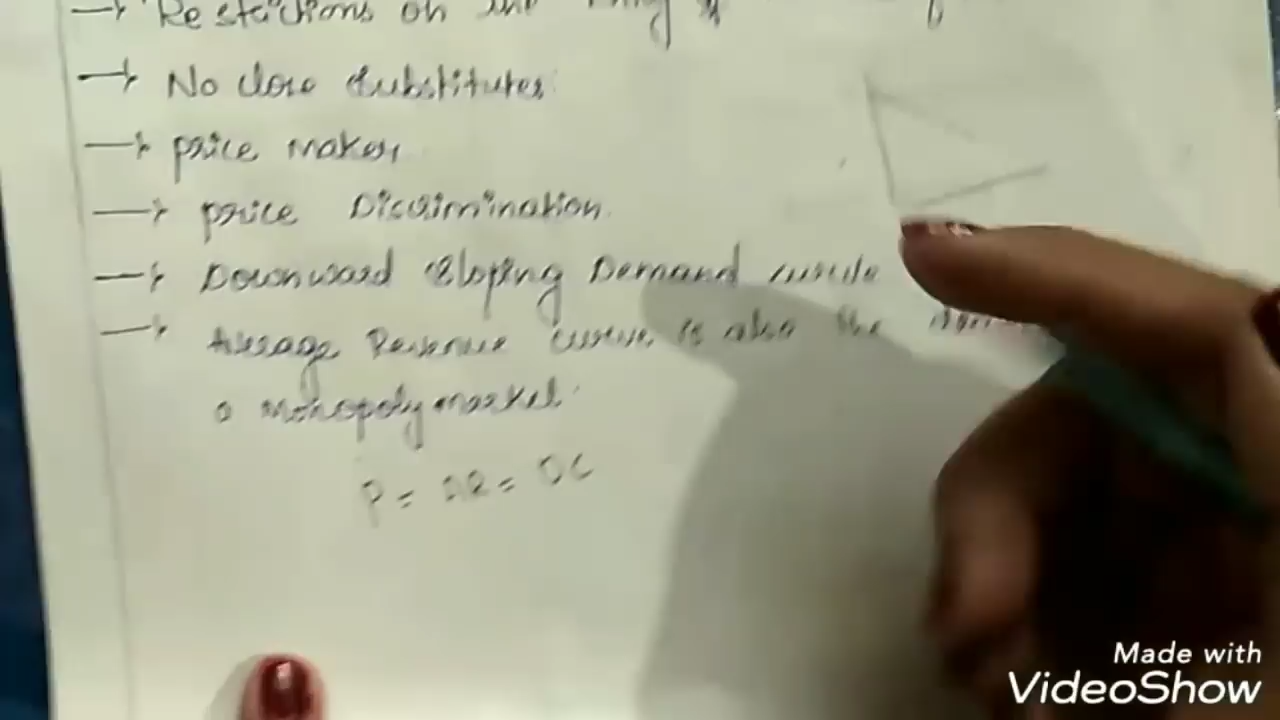 → Restrictions on the
→ No close substitutes
→ price maker
→ price Discrimination
→ Downward sloping Demand curve
→ Average Revenue curve is also the
a monopoly market.
P = AR = DC
Made with
VideoShow